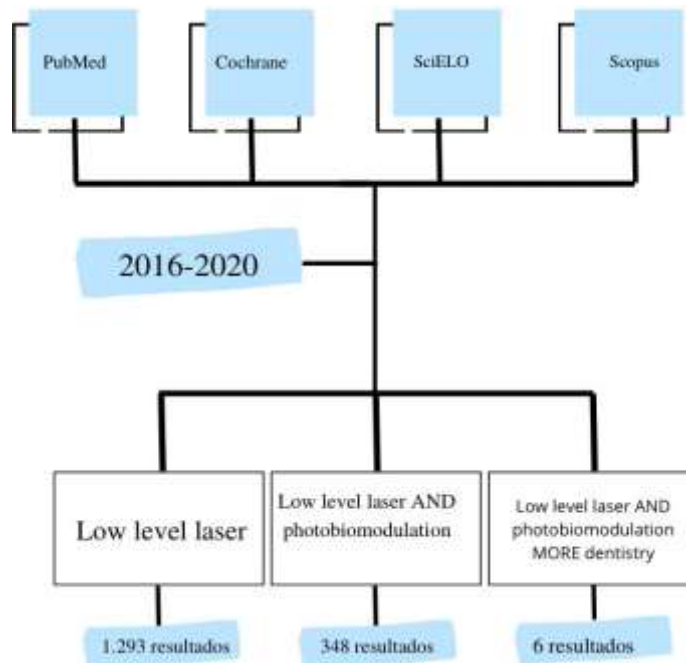 PubMed
Cochrane
SciELO
Scopus
2016-2020
Low level laser
Low level laser AND
photobiomodulation
Low level laser AND
photobiomodulation
MORE dentistry
1.293 resultados
348 resultados
6 resultados